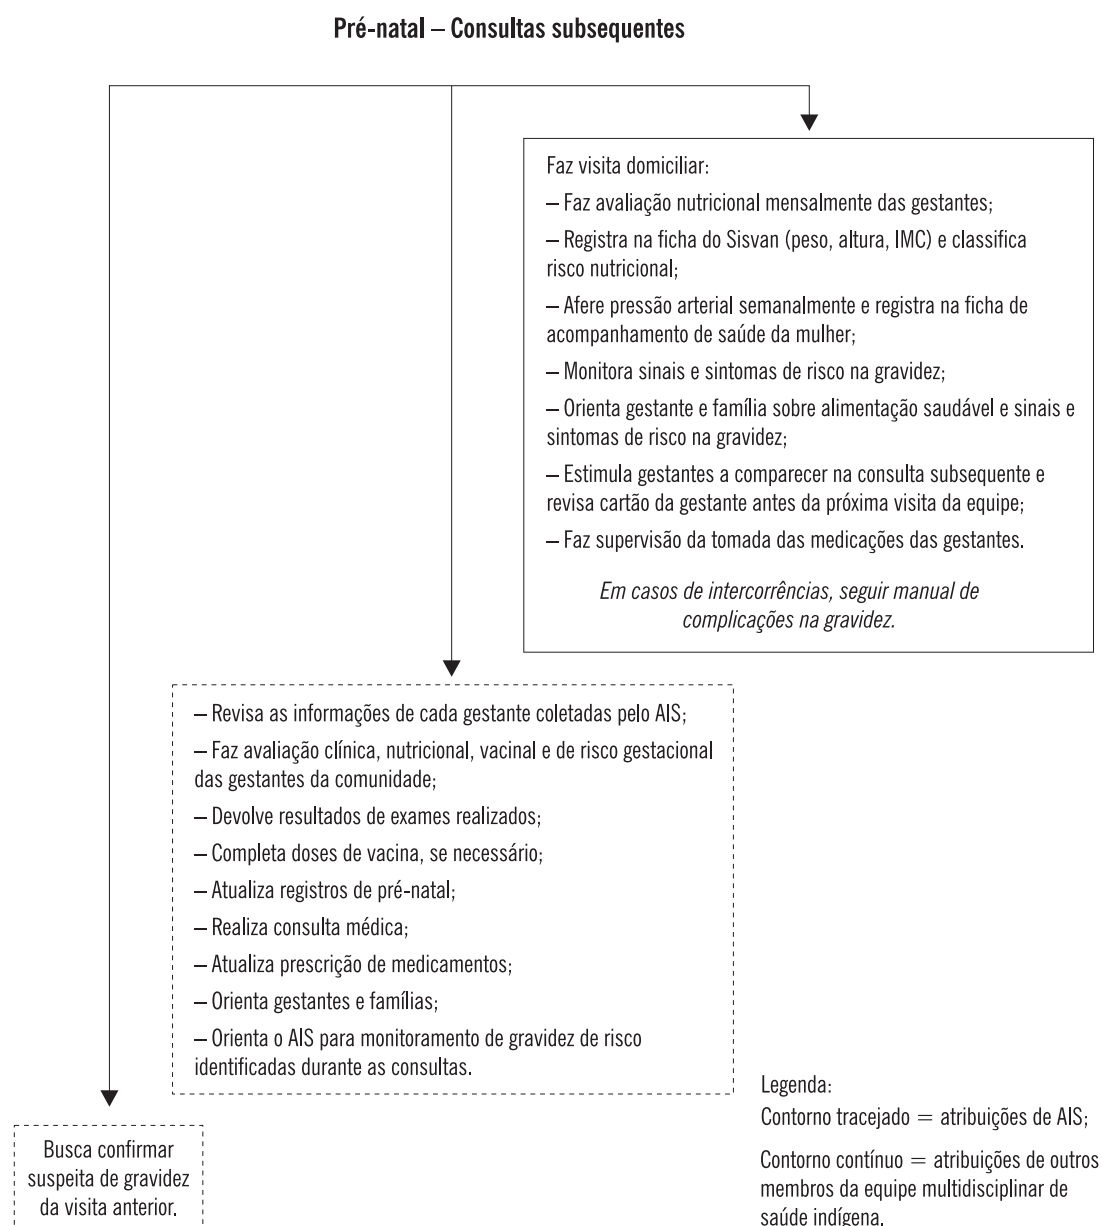 Pré-natal – Consultas subsequentes
Faz visita domiciliar:
– Faz avaliação nutricional mensalmente das gestantes;
– Registra na ficha do Sisvan (peso, altura, IMC) e classifica
risco nutricional;
– Afere pressão arterial semanalmente e registra na ficha de
acompanhamento de saúde da mulher;
– Monitora sinais e sintomas de risco na gravidez;
– Orienta gestante e família sobre alimentação saudável e sinais e
sintomas de risco na gravidez;
– Estimula gestantes a comparecer na consulta subsequente e
revisa cartão da gestante antes da próxima visita da equipe;
– Faz supervisão da tomada das medicações das gestantes.
Em casos de intercorrências, seguir manual de
complicações na gravidez.
– Revisa as informações de cada gestante coletadas pelo AIS;
– Faz avaliação clínica, nutricional, vacinal e de risco gestacional
das gestantes da comunidade;
– Devolve resultados de exames realizados;
– Completa doses de vacina, se necessário;
– Atualiza registros de pré-natal;
– Realiza consulta médica;
– Atualiza prescrição de medicamentos;
– Orienta gestantes e famílias;
– Orienta o AIS para monitoramento de gravidez de risco
identificadas durante as consultas.
Busca confirmar
suspeita de gravidez
da visita anterior.
Legenda:
Contorno tracejado = atribuições de AIS;
Contorno contínuo = atribuições de outros
membros da equipe multidisciplinar de
saúde indígena.